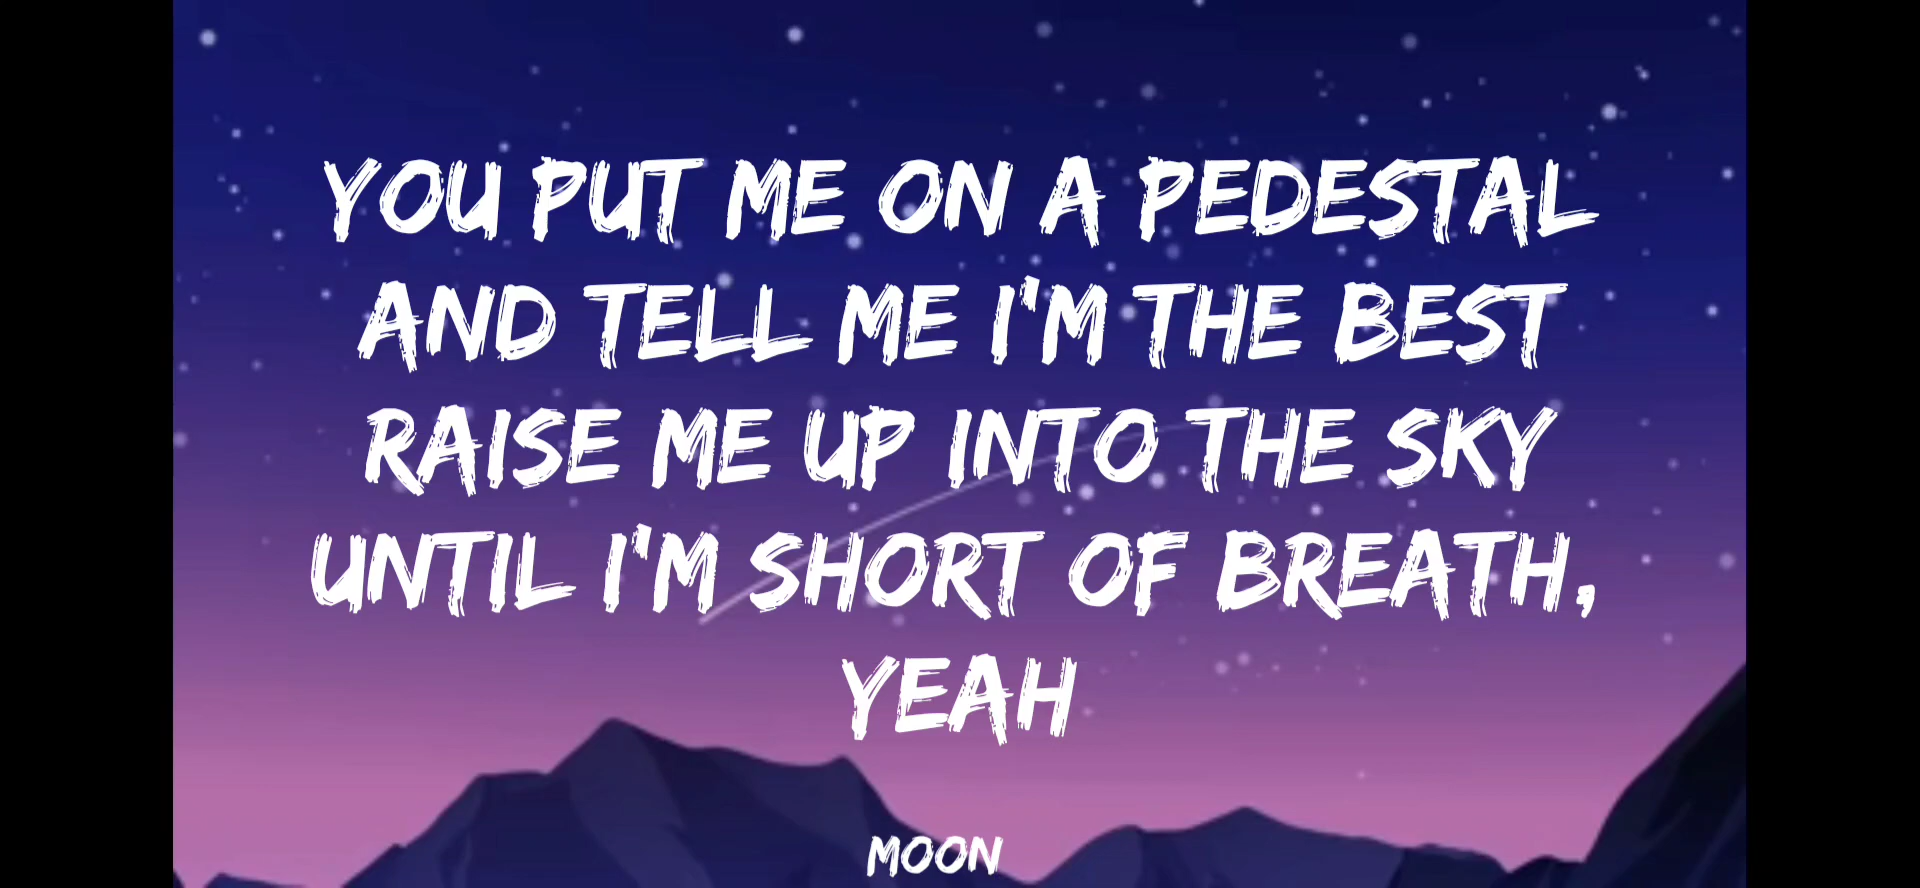 YOU PUT ME ON A PEDESTAL
AND TELL ME I'M THE BEST
RAISE ME UP INTO THE SKY
UNTIL I'M SHORT OF BREATH,
YEAH
MOON